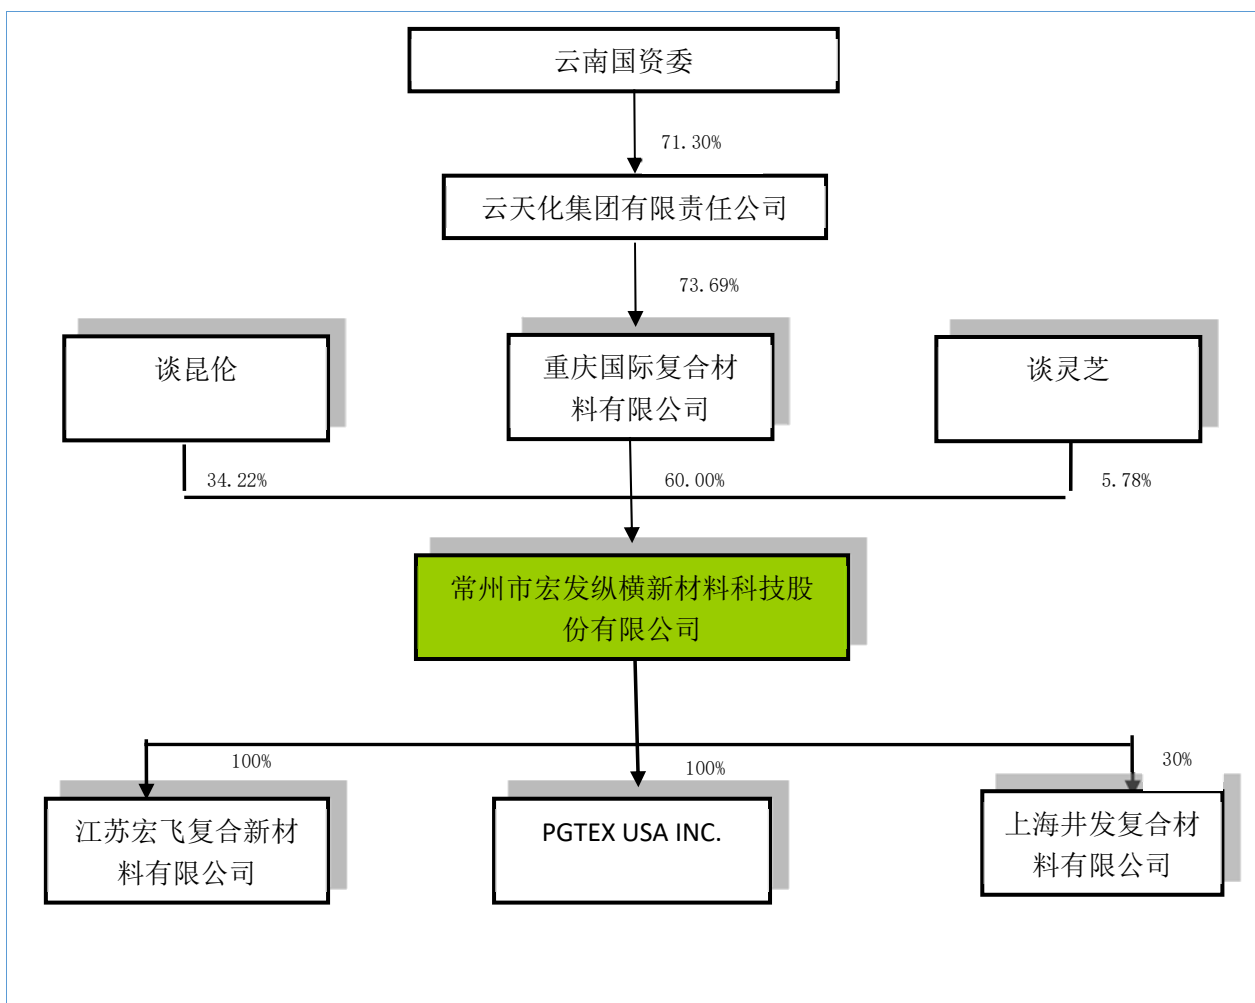 云南国资委
71.30%
云天化集团有限责任公司
73.69%
谈昆伦
重庆国际复合材
料有限公司
谈灵芝
34.22%
60.00%
5.78%
常州市宏发纵横新材料科技股
份有限公司
100%
100%
30%
江苏宏飞复合新材
料有限公司
PGTEX USA INC.
上海井发复合材
料有限公司